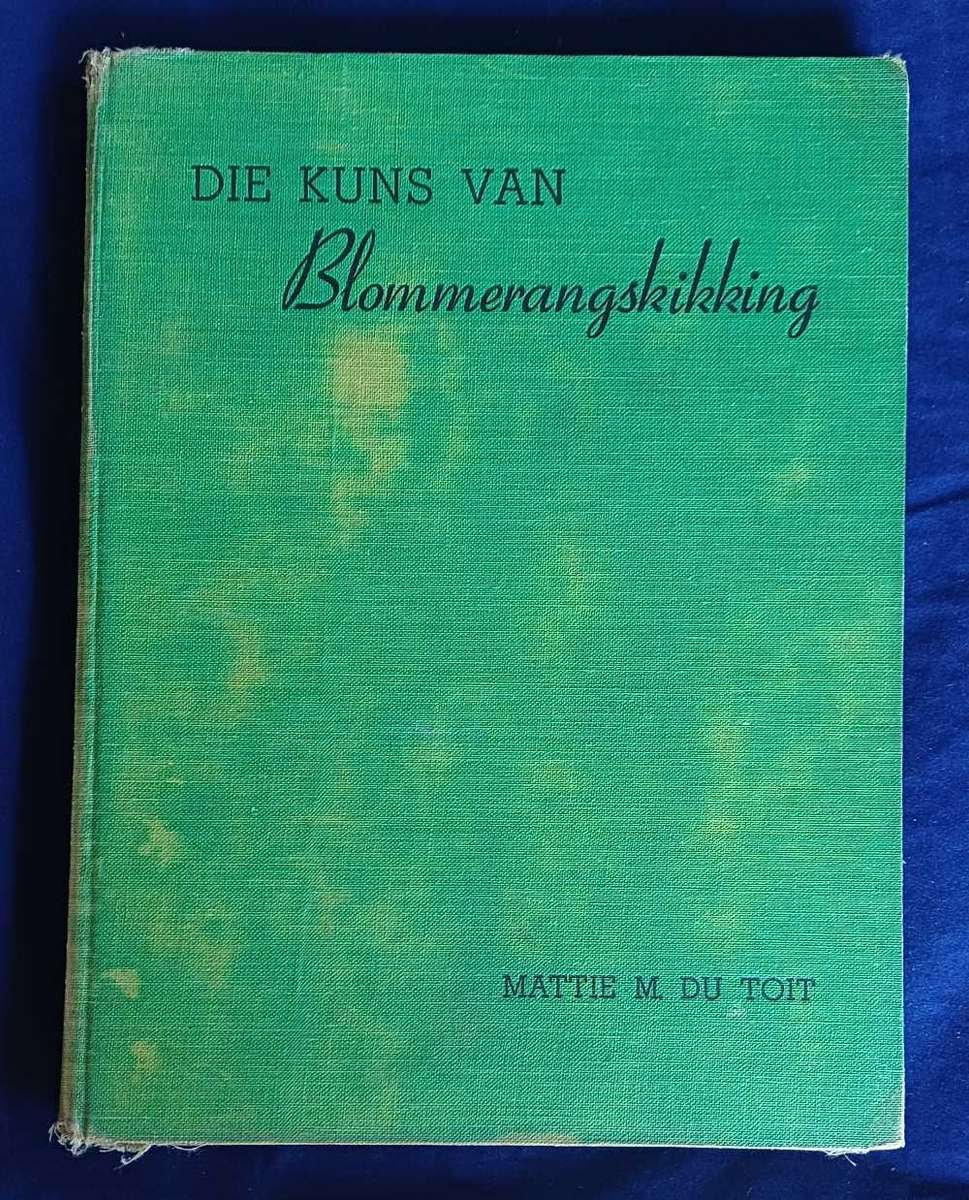 DIE KUNS VAN
Blommerangskikking
MATTIE M. DU TOIT